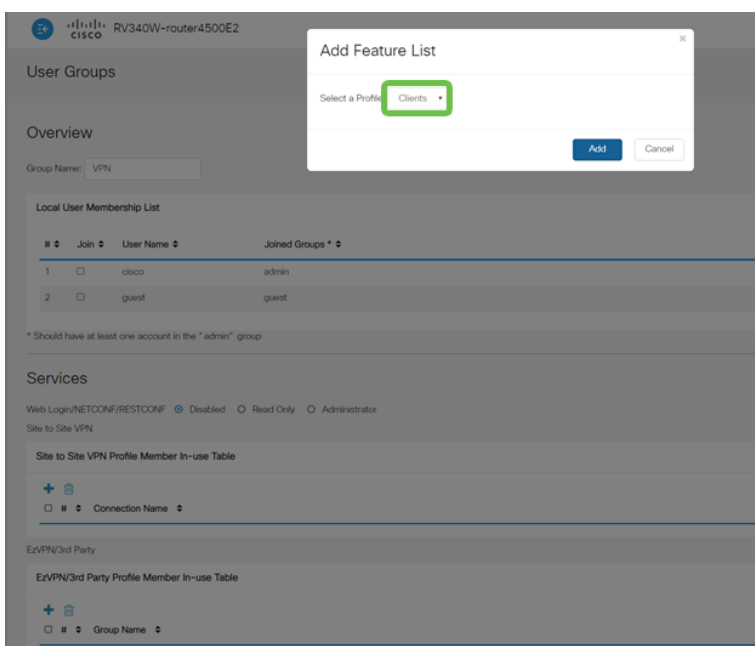 cisco RV340W-router4500E2
User Groups
Add Feature List
×
Select a Profile Clients
Add Cancel
Overview
Group Name: VPN
Local User Membership List
# Join User Name Joined Groups *
1 cisco admin
2 guest guest
* Should have at least one account in the "admin" group
Services
Web Login/NETCONF/RESTCONF Disabled Read Only Administrator
Site to Site VPN
Site to Site VPN Profile Member In-use Table
# Connection Name
EzVPN/3rd Party
EzVPN/3rd Party Profile Member In-use Table
# Group Name